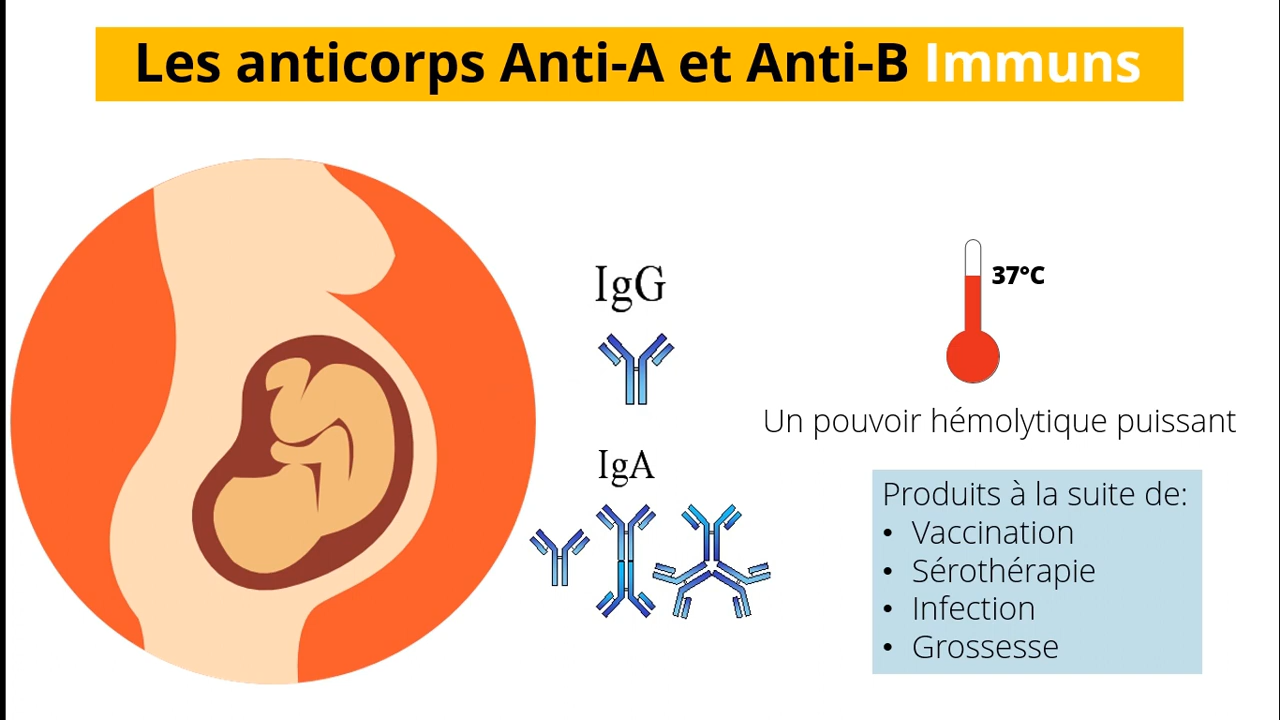 Les anticorps Anti-A et Anti-B Immuns
IgG
37°C
Un pouvoir hémolytique puissant
IgA
Produits à la suite de:
• Vaccination
• Sérothérapie
• Infection
• Grossesse